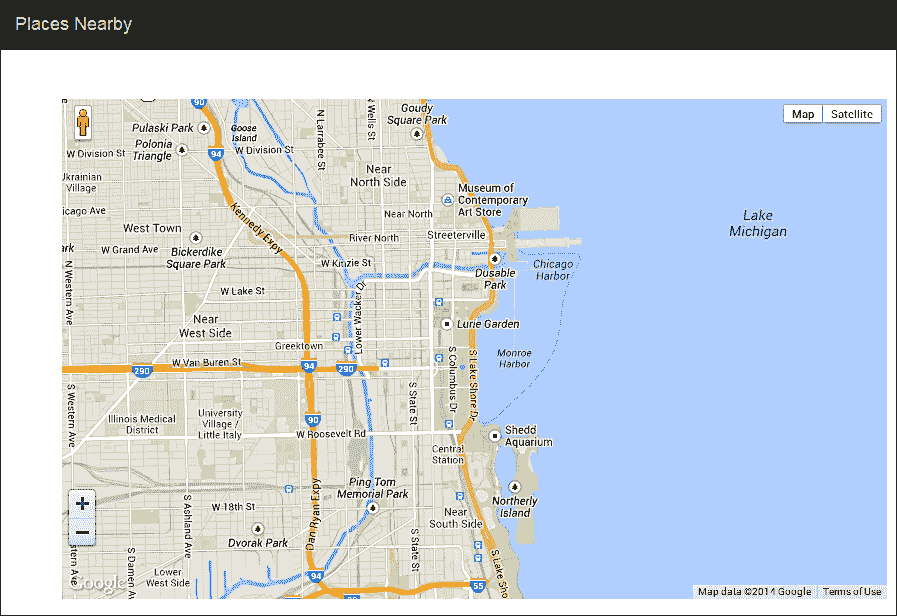 Places Nearby
90
Goudy
Square Park
Map
Satellite
Pulaski Park
Goose
Island
N Larrabee St
N Wells St
Polonia
Triangle
94
W Division St
W Division St
Ukrainian
Village
Near
North Side
Museum of
Contemporary
Art Store
icago Ave
Near North
Lake
Michigan
West Town
Kennedy Expy
River North
Streeterville
ark
W Grand Ave
Bickerdike
Square Park
W Kinzie St
Dusable
Park
Chicago
Harbor
N Western Ave
W Lake St
Lower Wacker Dr
Near
West Side
Lurie Garden
Greektown
Monroe
Harbor
W Van Buren St
S Columbus Dr
S Lake Shore Dr
290
94
290
S Western Ave
S State St
Illinois Medical
District
University
Village /
Little Italy
90
W Roosevelt Rd
Shedd
Aquarium
Central
Station
Ping Tom
Memorial Park
Northerly
Island
+
−
S Ashland Ave
W 18th St
Dan Ryan Expy
Near
South Side
Dvorak Park
S State St
S Lake Sho
S Damen A
Lower
West Side
94
55
90
tern Ave
Google
Map data ©2014 Google
Terms of Use